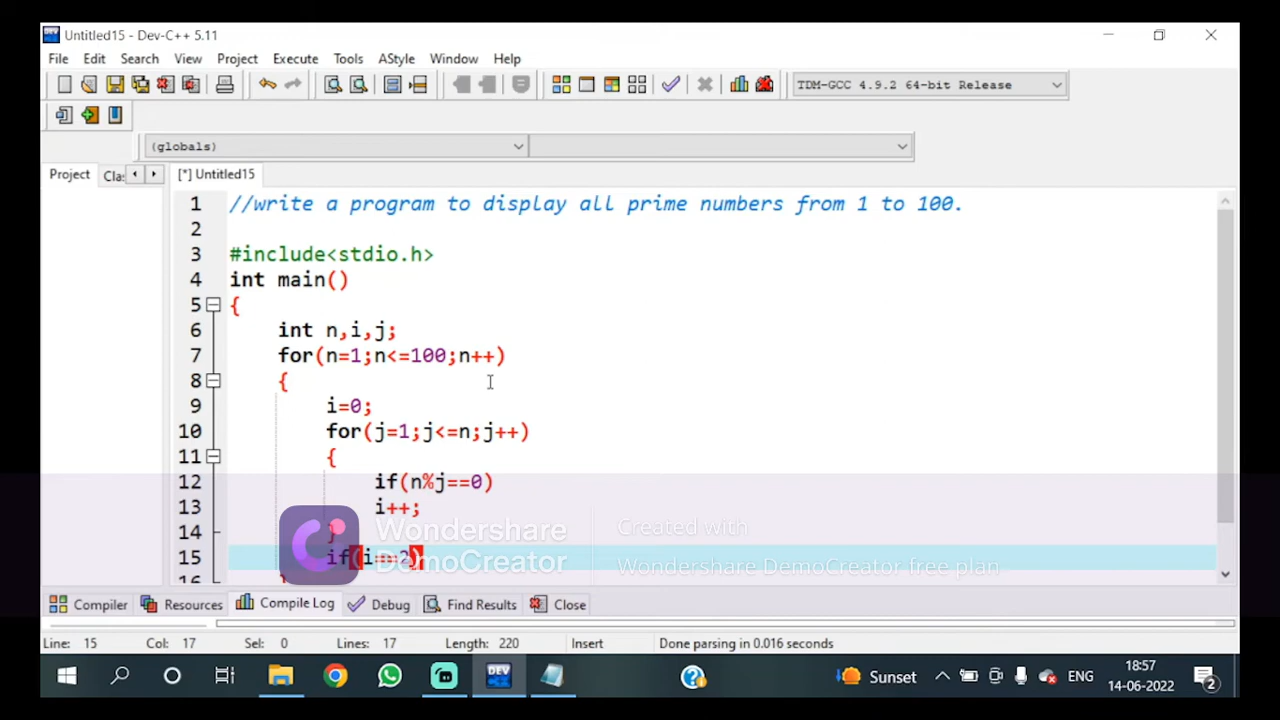 Untitled15 - Dev-C++ 5.11
File Edit Search View Project Execute Tools AStyle Window Help
TDM-GCC 4.9.2 64-bit Release
(globals)
Project Clas [*] Untitled15
1 //write a program to display all prime numbers from 1 to 100.
2
3 #include<stdio.h>
4 int main()
5 {
6 int n,i,j;
7 for(n=1;n<=100;n++)
8 {
9 i=0;
10 for(j=1;j<=n;j++)
11 {
12 if(n%j==0)
13 i++;
14 }
15 if(i==2)
16 }
Wondershare DemoCreator
Created with
Wondershare DemoCreator free plan
Compiler Resources Compile Log Debug Find Results Close
Line: 15 Col: 17 Sel: 0 Lines: 17 Length: 220 Insert Done parsing in 0.016 seconds
DEV Sunset ENG 18:57
14-06-2022 2